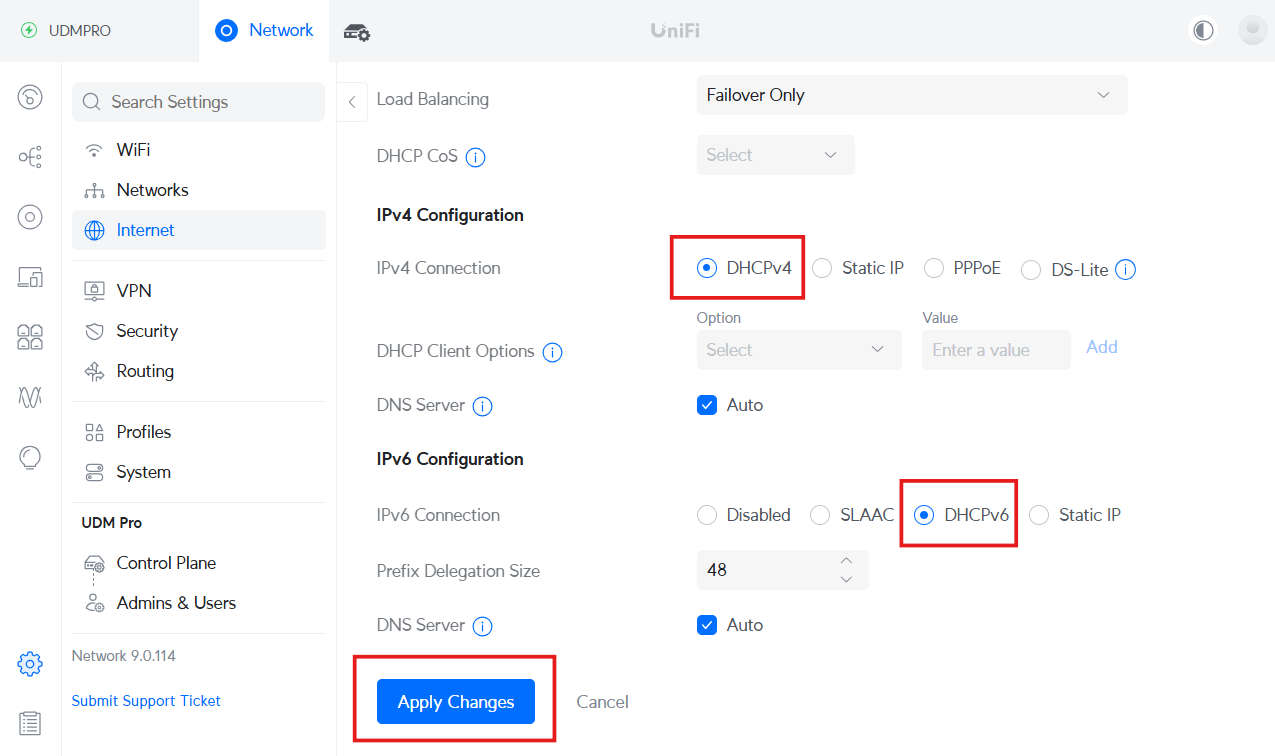 UDMPRO
Network
UniFi
Search Settings
WiFi
Networks
Internet
VPN
Security
Routing
Profiles
System
UDM Pro
Control Plane
Admins & Users
Network 9.0.114
Submit Support Ticket
Load Balancing
Failover Only
DHCP CoS
Select
IPv4 Configuration
IPv4 Connection
DHCPv4 Static IP PPPoE DS-Lite
Option Value
DHCP Client Options
Select Enter a value Add
DNS Server
Auto
IPv6 Configuration
IPv6 Connection
Disabled SLAAC DHCPv6 Static IP
Prefix Delegation Size
48
DNS Server
Auto
Apply Changes Cancel